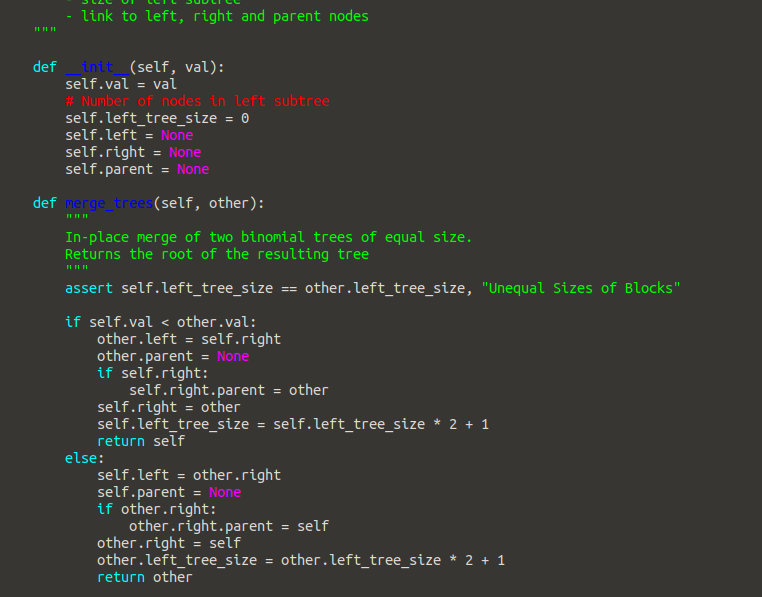 - size of left subtree
- link to left, right and parent nodes
"""
def __init__(self, val):
self.val = val
# Number of nodes in left subtree
self.left_tree_size = 0
self.left = None
self.right = None
self.parent = None
def merge_trees(self, other):
"""
In-place merge of two binomial trees of equal size.
Returns the root of the resulting tree
"""
assert self.left_tree_size == other.left_tree_size, "Unequal Sizes of Blocks"
if self.val < other.val:
other.left = self.right
other.parent = None
if self.right:
self.right.parent = other
self.right = other
self.left_tree_size = self.left_tree_size * 2 + 1
return self
else:
self.left = other.right
self.parent = None
if other.right:
other.right.parent = self
other.right = self
other.left_tree_size = other.left_tree_size * 2 + 1
return other